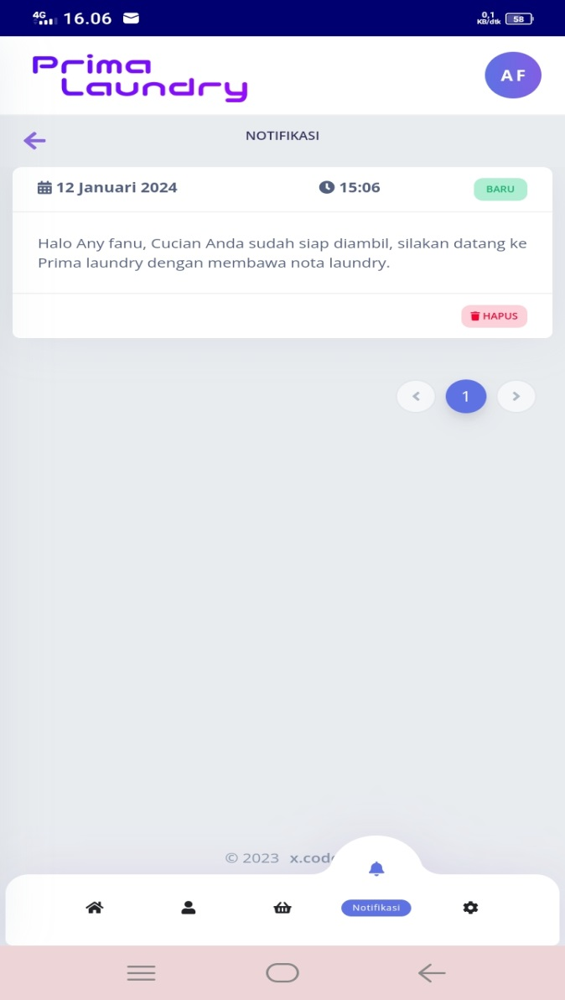 4G 16.06 0,1 KB/dtk 58
Prima
Laundry
AF
NOTIFIKASI
12 Januari 2024 15:06 BARU
Halo Any fanu, Cucian Anda sudah siap diambil, silakan datang ke
Prima laundry dengan membawa nota laundry.
HAPUS
< 1 >
© 2023 x.cod
Notifikasi